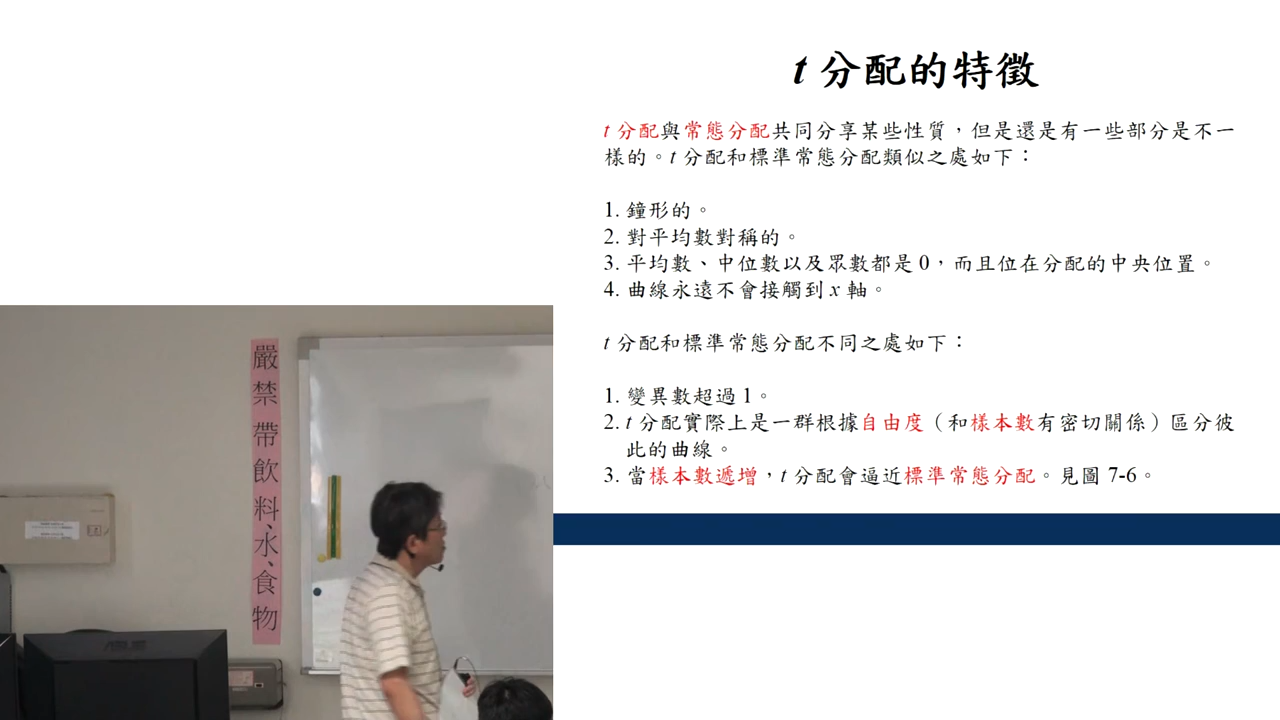 t 分配的特徵
t 分配與常態分配共同分享某些性質，但是還是有一些部分是不一
樣的。t 分配和標準常態分配類似之處如下：
1. 鐘形的。
2. 對平均數對稱的。
3. 平均數、中位數以及眾數都是 0，而且位在分配的中央位置。
4. 曲線永遠不會接觸到 x 軸。
t 分配和標準常態分配不同之處如下：
1. 變異數超過 1。
2. t 分配實際上是一群根據自由度（和樣本數有密切關係）區分彼
此的曲線。
3. 當樣本數遞增，t 分配會逼近標準常態分配。見圖 7-6。
嚴禁帶飲料、水、食物
ASUS